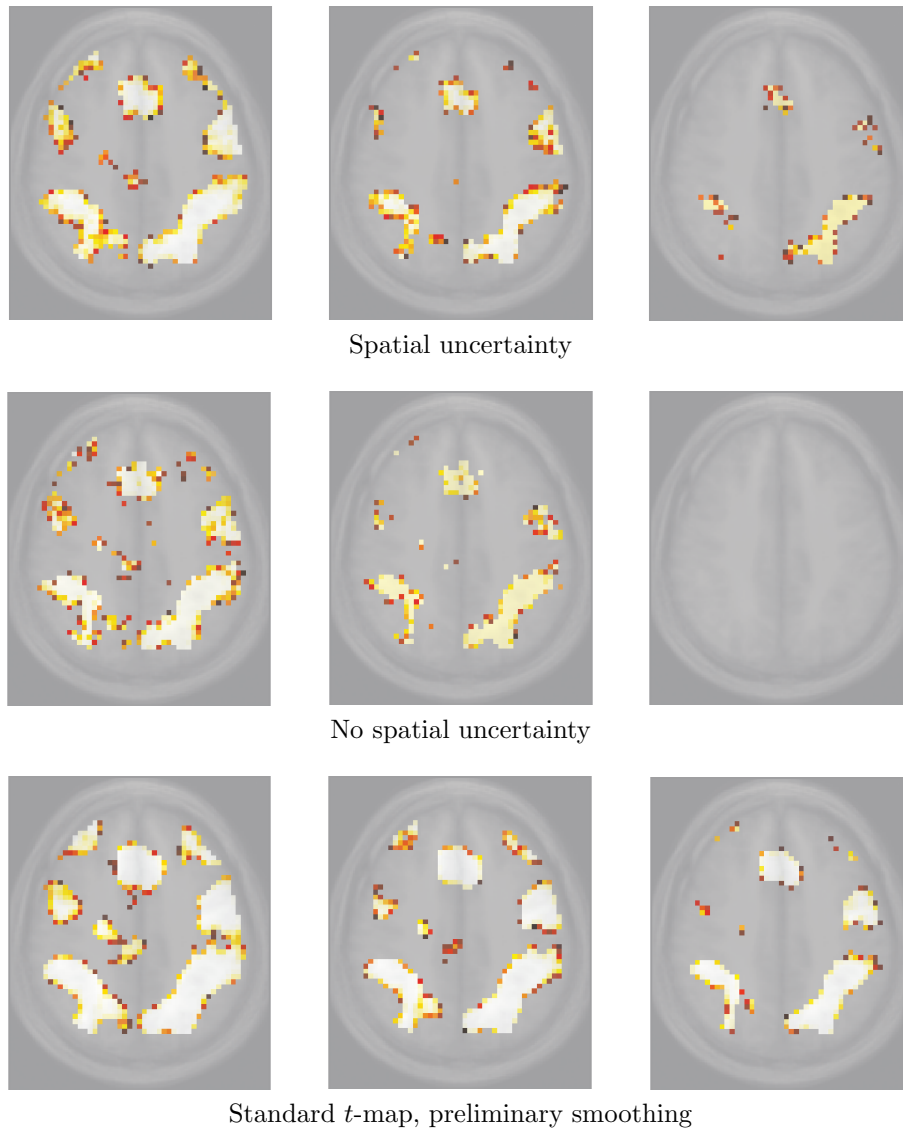 Spatial uncertainty
No spatial uncertainty
Standard t-map, preliminary smoothing